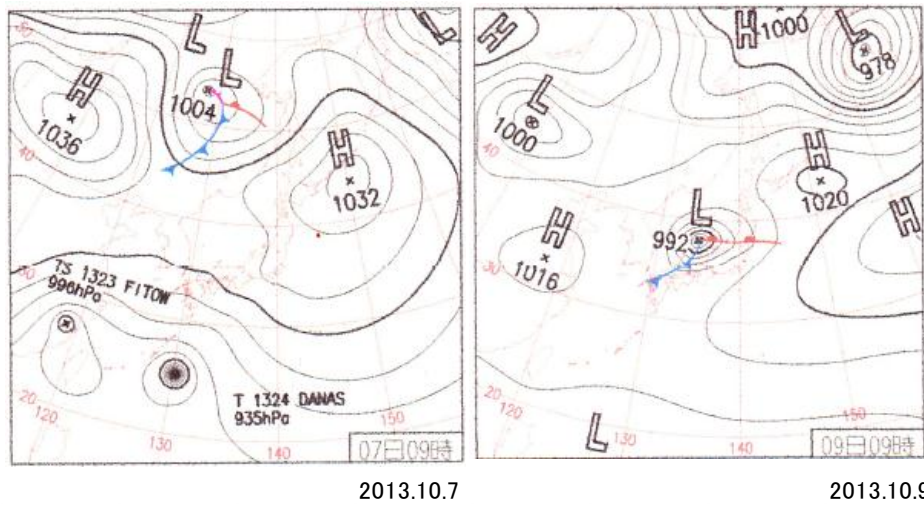 L
L
H
1004
1036
40
H
1032
30
TS 1323 FITOW
996hPa
T 1324 DANAS
935hPa
20
120
130
140
150
07日09時
2013.10.7
H
H
1000
L
978
L
1000
40
H
1020
L
992
H
H
1016
30
20
120
L
130
140
150
09日09時
2013.10.9